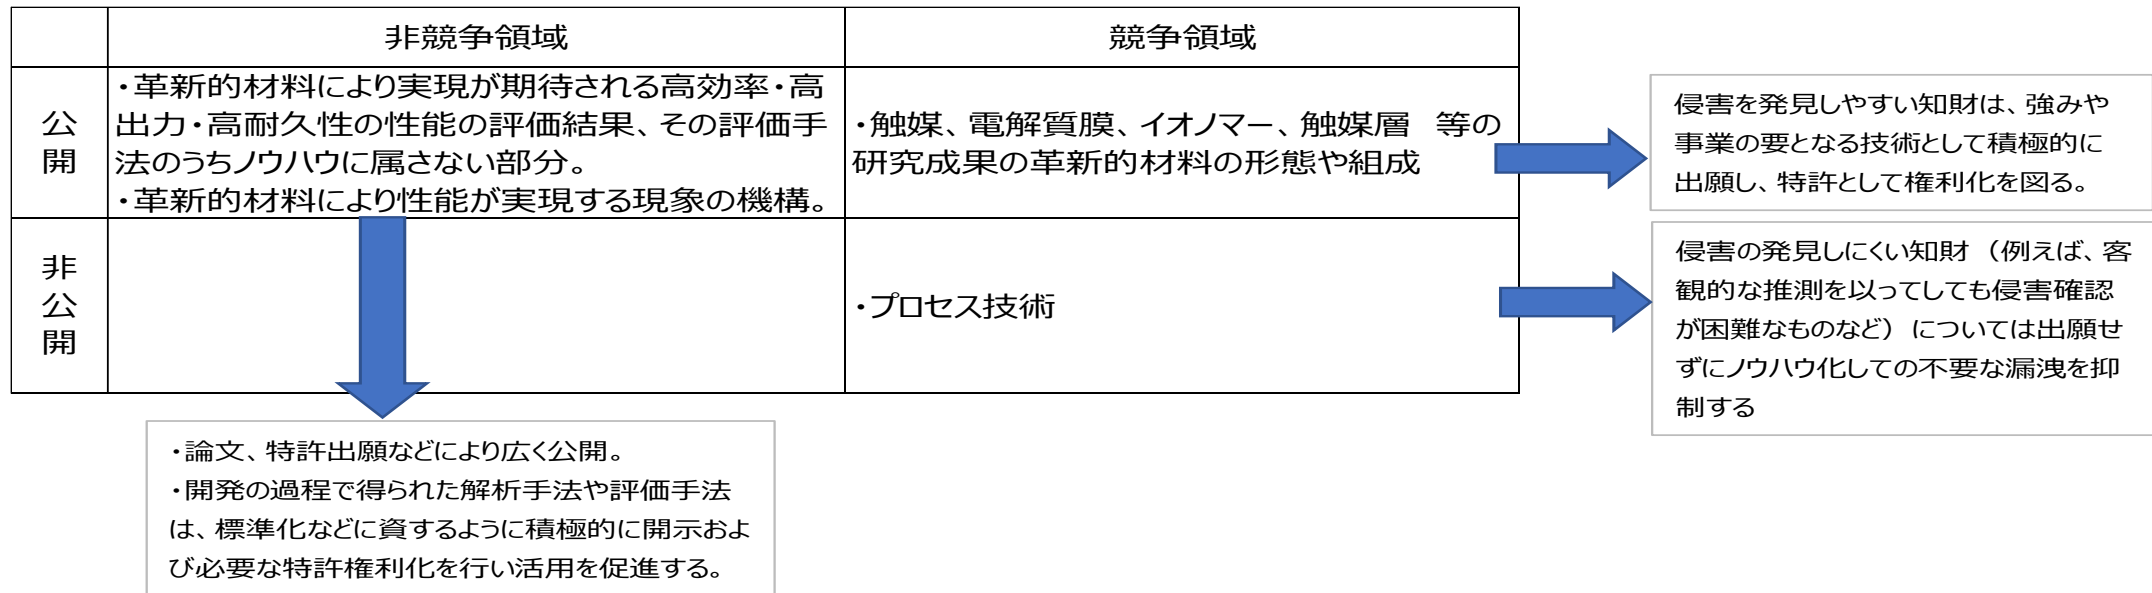 非競争領域
競争領域
公開
・革新的材料により実現が期待される高効率・高
出力・高耐久性の性能の評価結果、その評価手
法のうちノウハウに属さない部分。
・革新的材料により性能が実現する現象の機構。
・触媒、電解質膜、イオノマー、触媒層　等の
研究成果の革新的材料の形態や組成
侵害を発見しやすい知財は、強みや
事業の要となる技術として積極的に
出願し、特許として権利化を図る。
非公開
・プロセス技術
侵害の発見しにくい知財（例えば、客
観的な推測を以ってしても侵害確認
が困難なものなど）については出願せ
ずにノウハウ化しての不要な漏洩を抑
制する
・論文、特許出願などにより広く公開。
・開発の過程で得られた解析手法や評価手法
は、標準化などに資するように積極的に開示およ
び必要な特許権利化を行い活用を促進する。